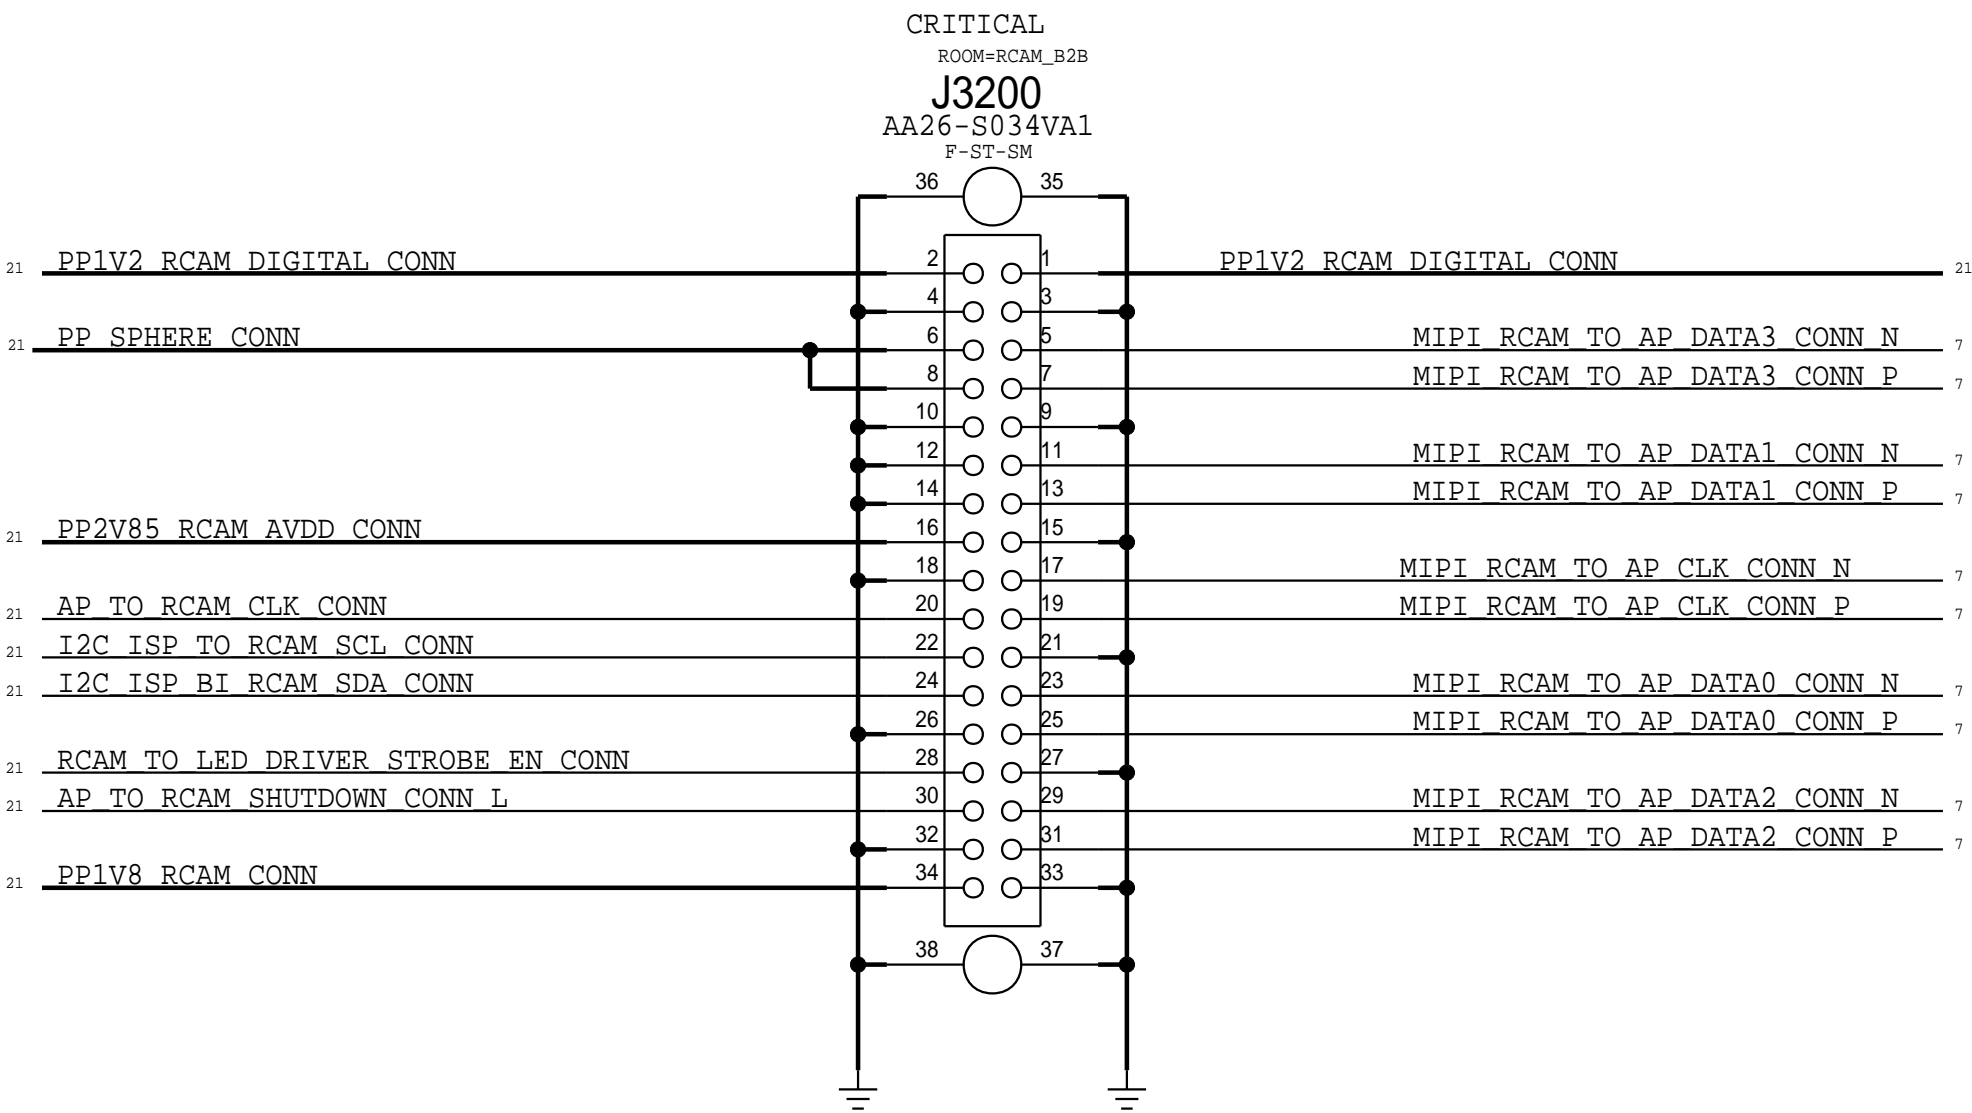 CRITICAL
ROOM=RCAM_B2B
J3200
AA26-S034VA1
F-ST-SM
36 35
21 PP1V2_RCAM_DIGITAL_CONN 2 1 PP1V2_RCAM_DIGITAL_CONN 21
4 3
21 PP_SPHERE_CONN 6 5 MIPI_RCAM_TO_AP_DATA3_CONN_N 7
8 7 MIPI_RCAM_TO_AP_DATA3_CONN_P 7
10 9
12 11 MIPI_RCAM_TO_AP_DATA1_CONN_N 7
14 13 MIPI_RCAM_TO_AP_DATA1_CONN_P 7
21 PP2V85_RCAM_AVDD_CONN 16 15
18 17 MIPI_RCAM_TO_AP_CLK_CONN_N 7
21 AP_TO_RCAM_CLK_CONN 20 19 MIPI_RCAM_TO_AP_CLK_CONN_P 7
21 I2C_ISP_TO_RCAM_SCL_CONN 22 21
21 I2C_ISP_BI_RCAM_SDA_CONN 24 23 MIPI_RCAM_TO_AP_DATA0_CONN_N 7
26 25 MIPI_RCAM_TO_AP_DATA0_CONN_P 7
21 RCAM_TO_LED_DRIVER_STROBE_EN_CONN 28 27
21 AP_TO_RCAM_SHUTDOWN_CONN_L 30 29 MIPI_RCAM_TO_AP_DATA2_CONN_N 7
32 31 MIPI_RCAM_TO_AP_DATA2_CONN_P 7
21 PP1V8_RCAM_CONN 34 33
38 37